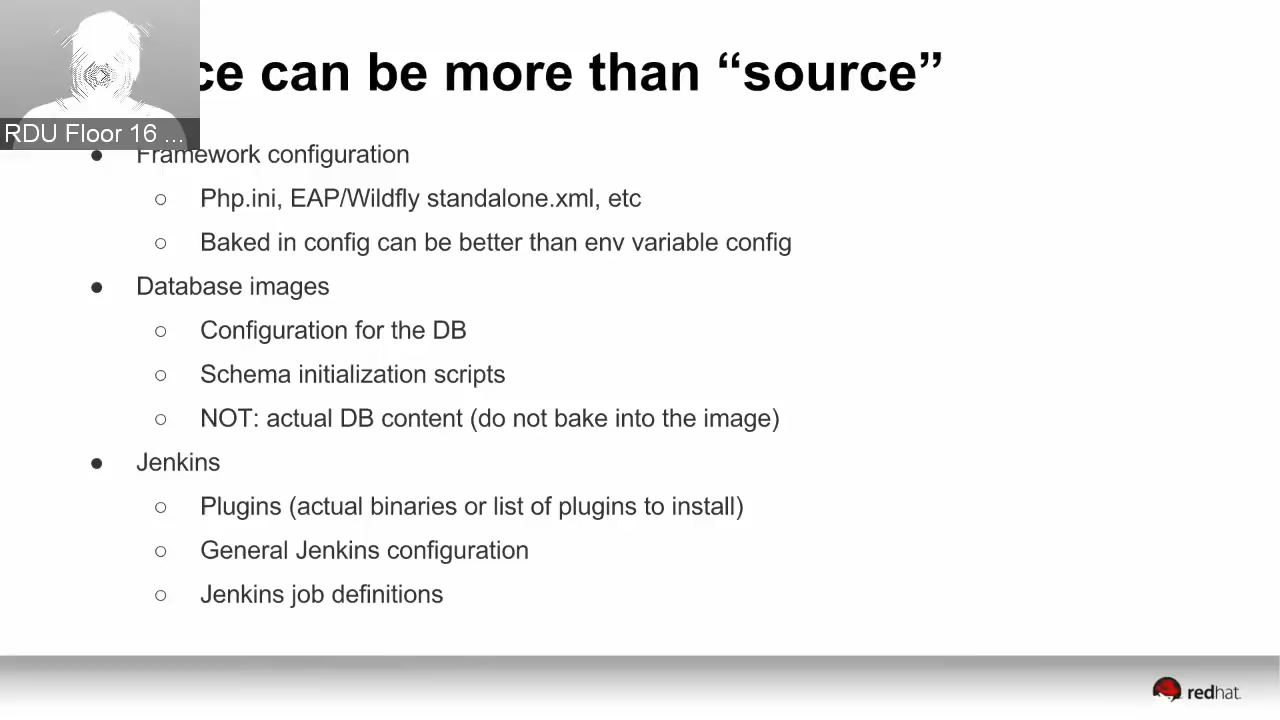 ce can be more than “source”
RDU Floor 16 ...
● Framework configuration
○ Php.ini, EAP/Wildfly standalone.xml, etc
○ Baked in config can be better than env variable config
● Database images
○ Configuration for the DB
○ Schema initialization scripts
○ NOT: actual DB content (do not bake into the image)
● Jenkins
○ Plugins (actual binaries or list of plugins to install)
○ General Jenkins configuration
○ Jenkins job definitions
redhat.